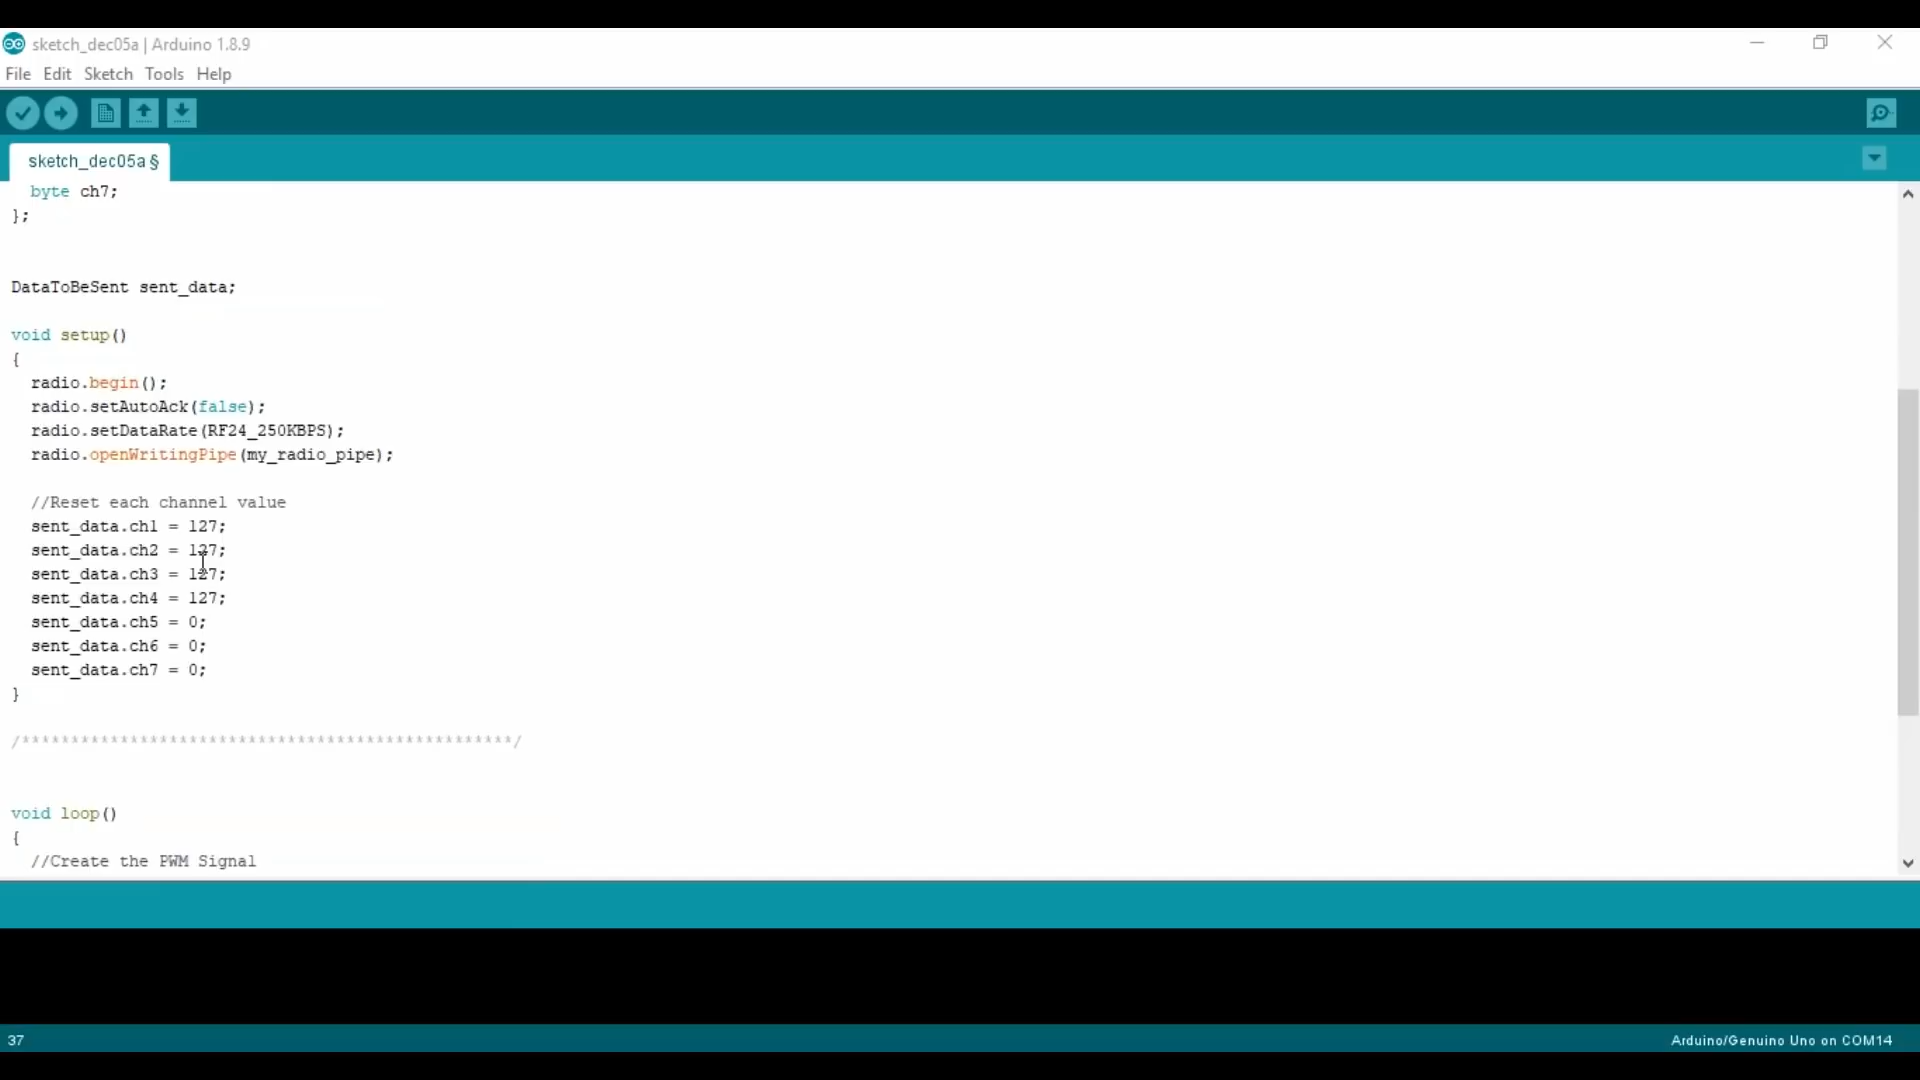 sketch_dec05a | Arduino 1.8.9
File Edit Sketch Tools Help
sketch_dec05a §
byte ch7;
};
DataToBeSent sent_data;
void setup()
{
radio.begin();
radio.setAutoAck(false);
radio.setDataRate(RF24_250KBPS);
radio.openWritingPipe(my_radio_pipe);
//Reset each channel value
sent_data.ch1 = 127;
sent_data.ch2 = 127;
sent_data.ch3 = 127;
sent_data.ch4 = 127;
sent_data.ch5 = 0;
sent_data.ch6 = 0;
sent_data.ch7 = 0;
}
/**************************************************/
void loop()
{
//Create the PWM Signal
37
Arduino/Genuino Uno on COM14